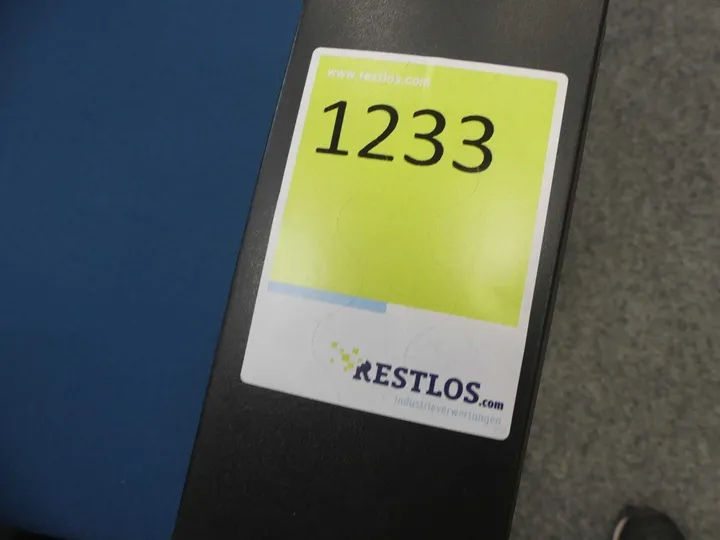 www.restlos.com
1233
RESTLOS.com
industrieverwertungen